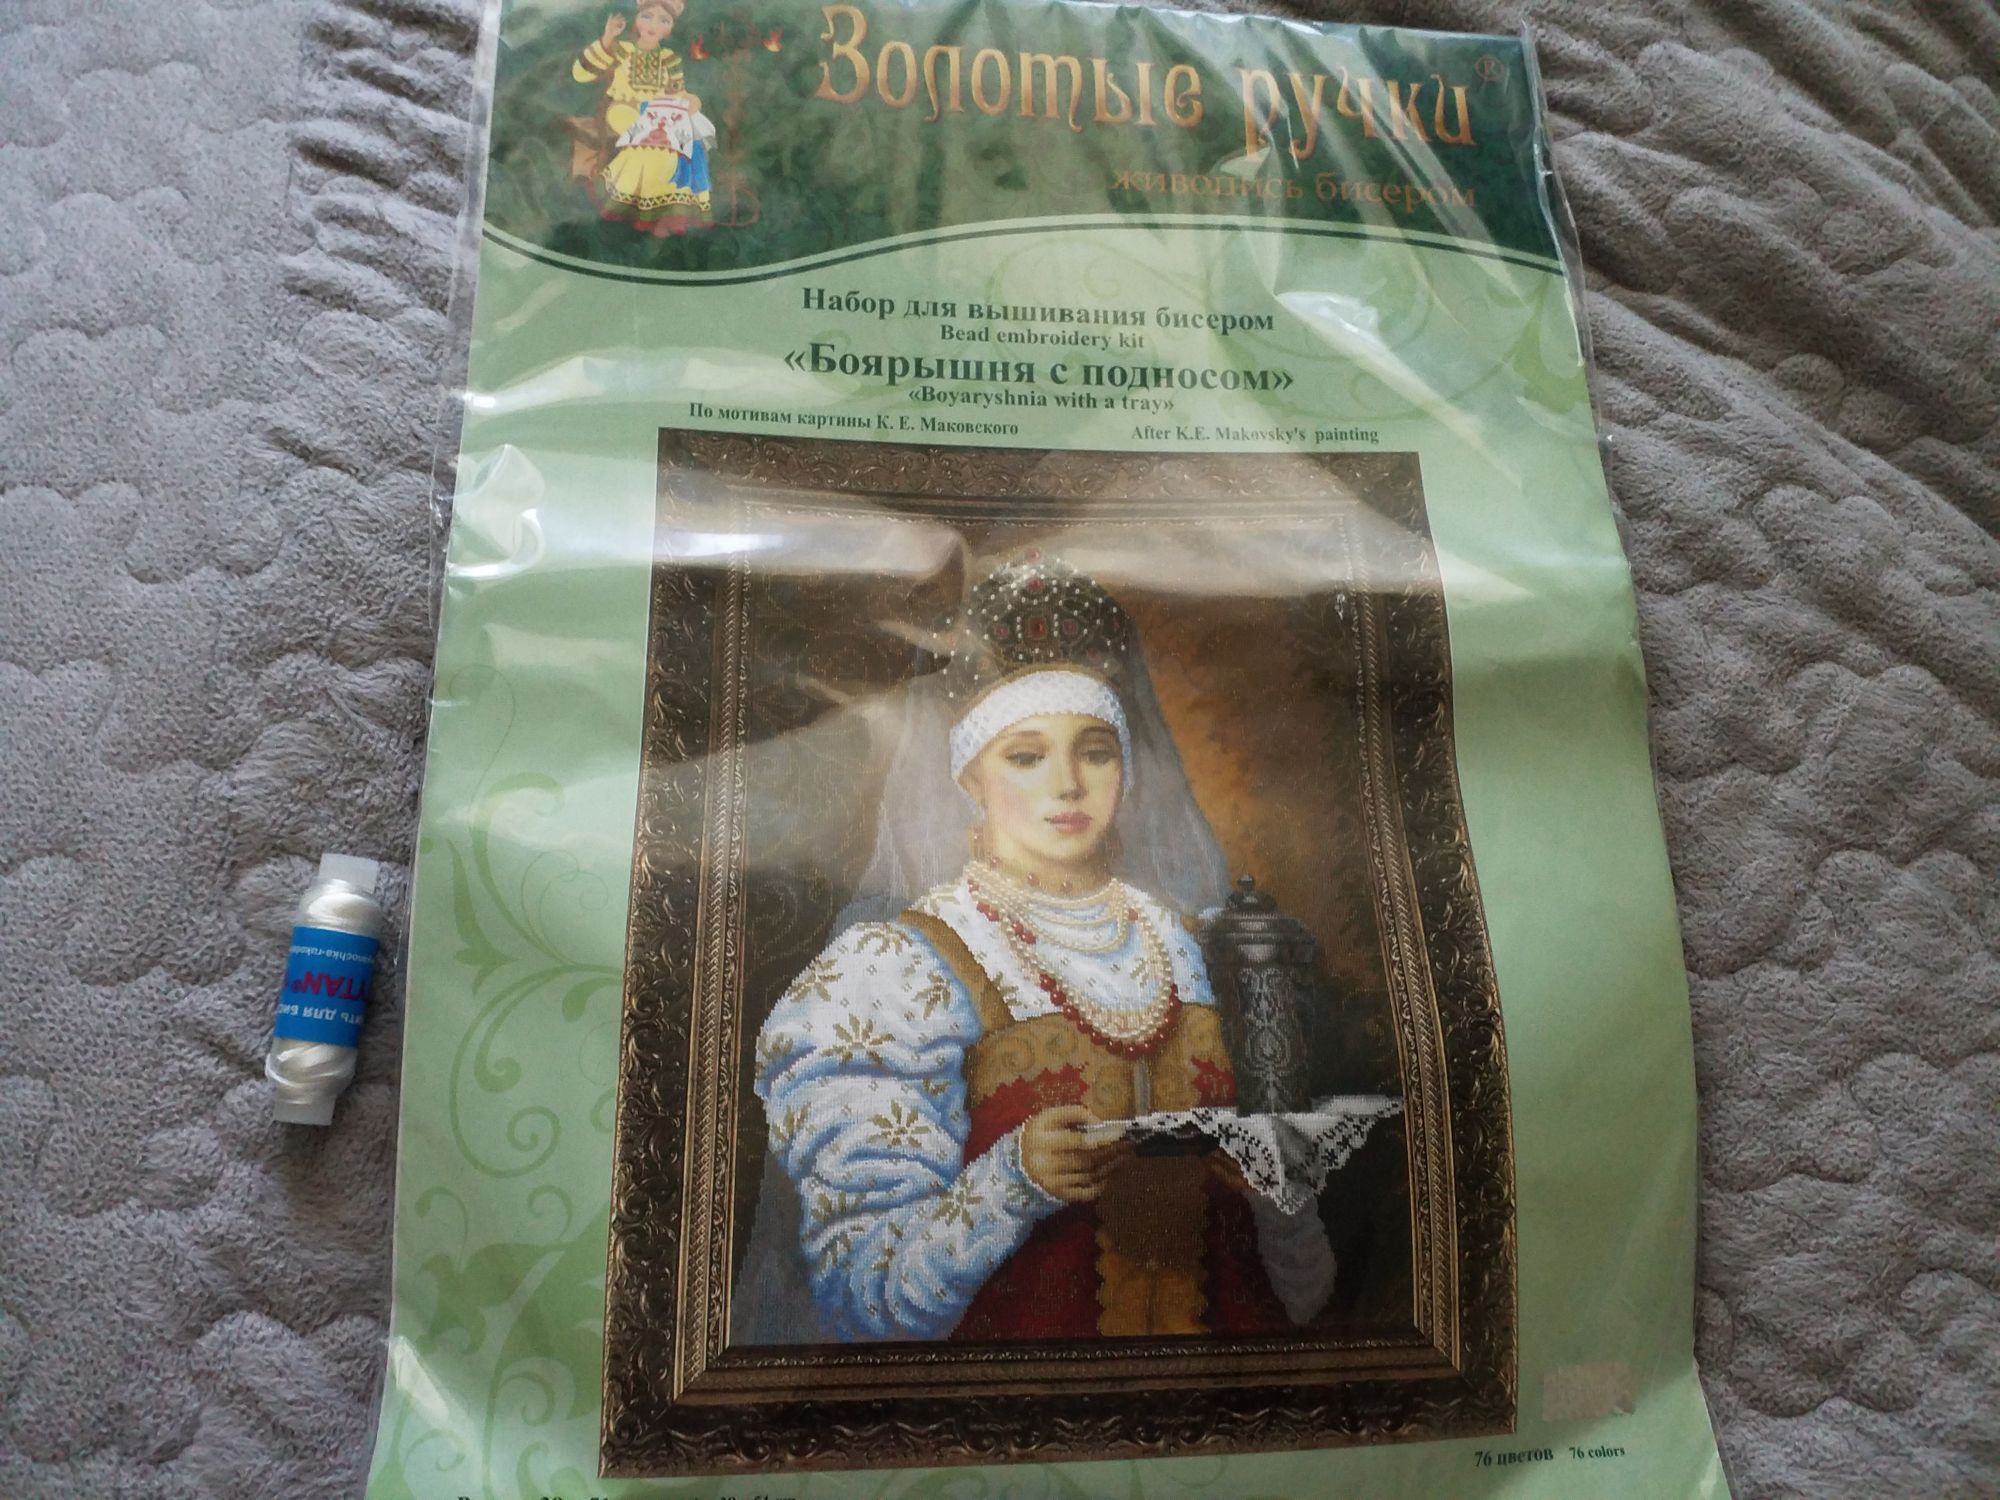 Золотые ручки®
живопись бисером
Набор для вышивания бисером
Bead embroidery kit
«Боярышня с подносом»
«Boyaryshnia with a tray»
По мотивам картины К. Е. Маковского
After K.E. Makovsky's painting
76 цветов 76 colors